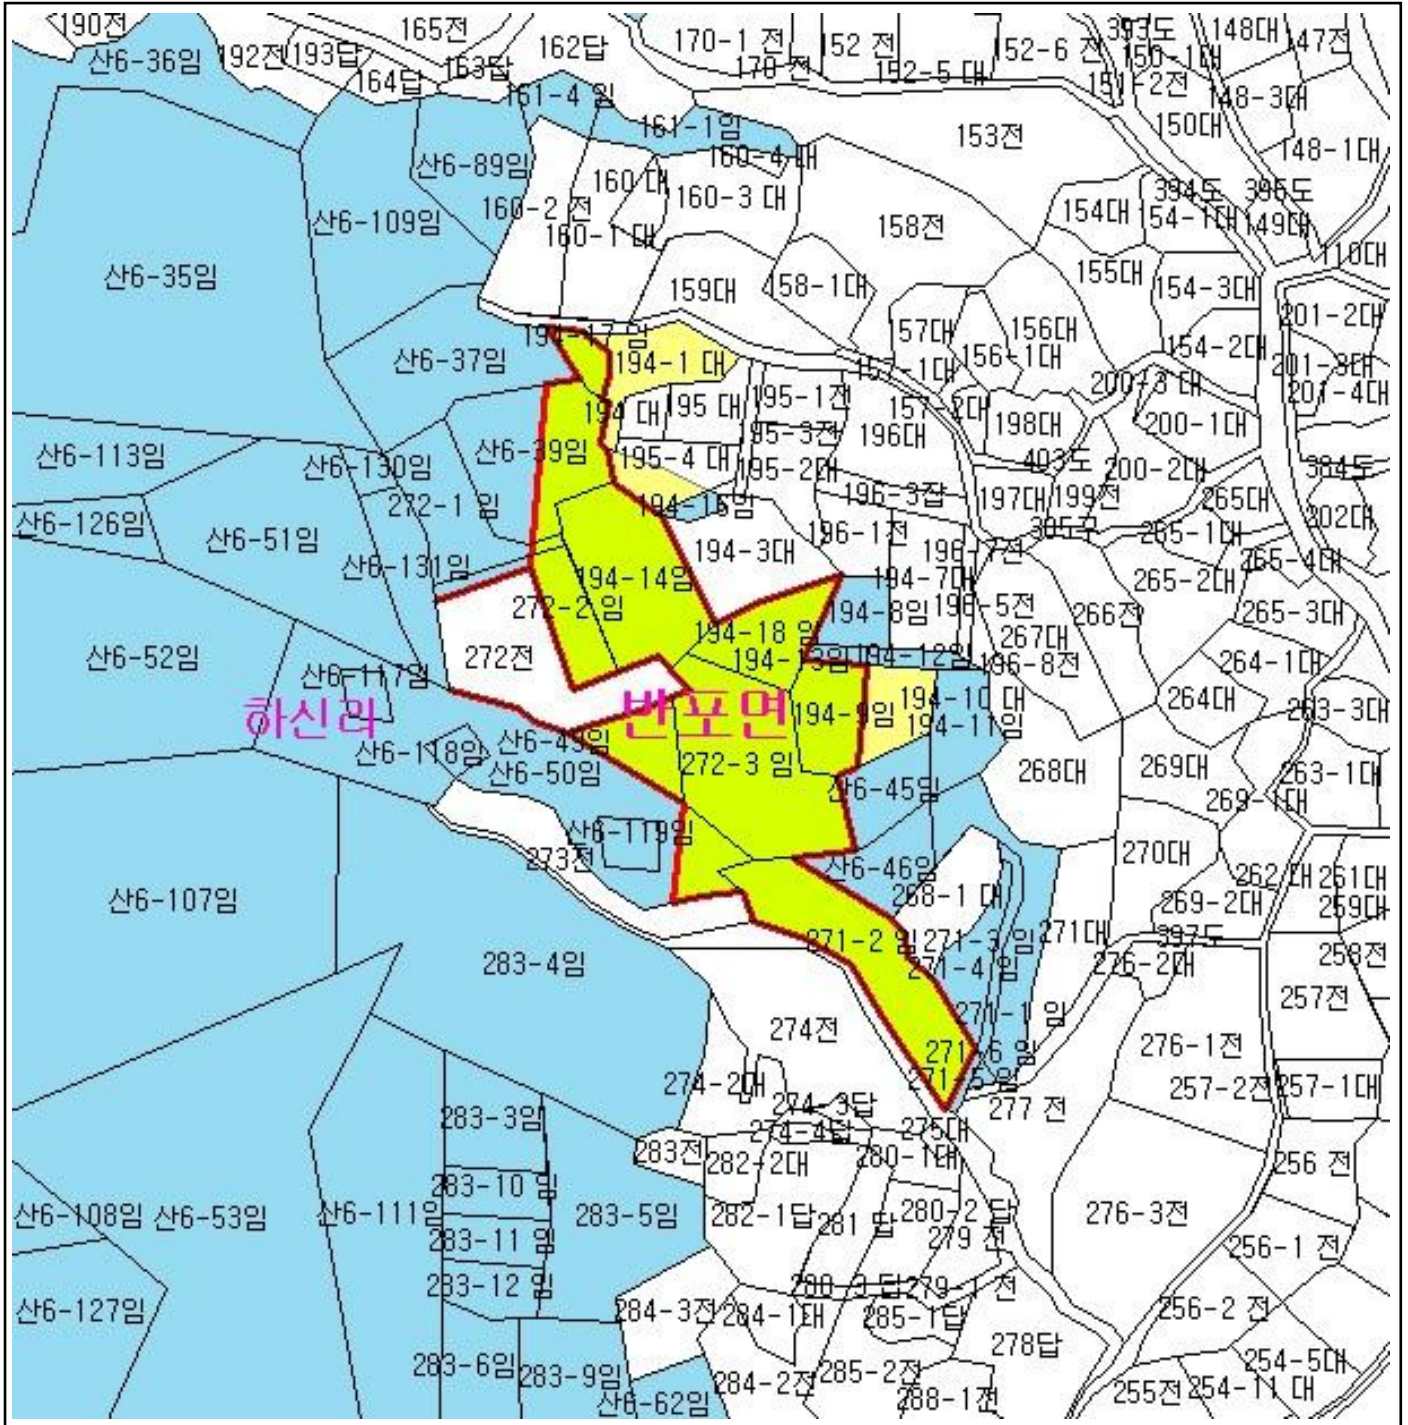 190전
165전
산6-36임
192전
193답
164답
163답
162답
170-1 전
170 전
152 전
152-5 대
152-6 전
393도
150-1대
151-2전
148대
147전
148-3대
150대
148-1대
161-4 임
161-1임
160-4 대
153전
산6-89임
160 대
160-3 대
산6-109임
160-2 전
160-1 대
158전
154대
394도
154-1대
396도
149대
110대
산6-35임
159대
158-1대
155대
154-3대
201-2대
산6-37임
194-17 임
194-1 대
157대
156대
156-1대
157-1대
154-2대
201-3대
201-4대
200-3 대
194 대
195 대
195-1전
157-2대
198대
200-1대
산6-113임
산6-130임
산6-39임
195-4 대
95-3전
195-2대
196대
403도
200-2대
384도
272-1 임
194-15임
196-3잡
197대
199전
265대
202대
산6-126임
산6-51임
194-3대
196-1전
196-7전
265-1대
265-4대
산6-131임
194-14임
194-7대
265-2대
272-2 임
194-8임
196-5전
266전
265-3대
194-18 임
267대
산6-52임
272전
194-13임
194-12임
196-8전
264-1대
산6-117임
하신리
반포면
194-9임
194-10 대
194-11임
264대
263-3대
산6-118임
산6-49임
산6-50임
272-3 임
산6-45임
268대
269대
263-1대
269-1대
산6-119임
273전
산6-46임
270대
262 대
261대
산6-107임
268-1 대
269-2대
259대
271-2 임
271-3 임
271대
397도
258전
283-4임
271-4 임
276-2대
257전
274전
271-1 임
271-6 임
276-1전
274-2대
271-5 임
257-2전
257-1대
283-3임
274-3답
277 전
274-4답
275대
283전
282-2대
280-1대
256 전
283-10 임
산6-108임
산6-53임
산6-111임
283-5임
282-1답
281 답
280-2 답
276-3전
283-11 임
279 전
256-1 전
283-12 임
280-3 답
279-1 전
산6-127임
284-3전
284-1대
285-1답
256-2 전
278답
283-6임
283-9임
284-2전
285-2전
254-5대
산6-62임
288-1전
255전
254-11 대